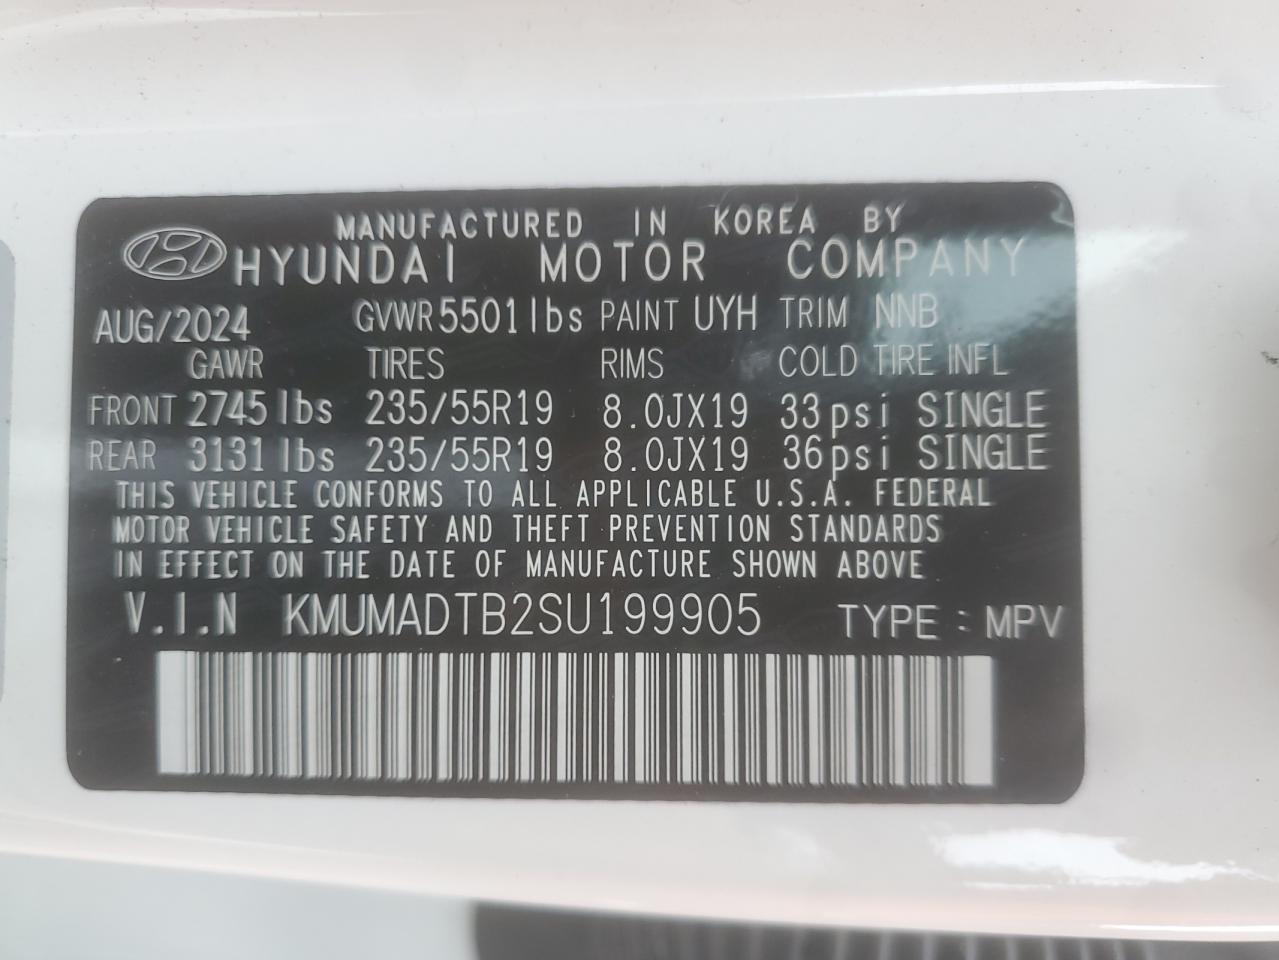 MANUFACTURED IN KOREA BY
HYUNDAI MOTOR COMPANY
AUG/2024 GVWR 5501 lbs PAINT UYH TRIM NNB
GAWR TIRES RIMS COLD TIRE INFL
FRONT 2745 lbs 235/55R19 8.0JX19 33psi SINGLE
REAR 3131 lbs 235/55R19 8.0JX19 36psi SINGLE
THIS VEHICLE CONFORMS TO ALL APPLICABLE U.S.A. FEDERAL
MOTOR VEHICLE SAFETY AND THEFT PREVENTION STANDARDS
IN EFFECT ON THE DATE OF MANUFACTURE SHOWN ABOVE
V.I.N KMUMADTB2SU199905 TYPE : MPV